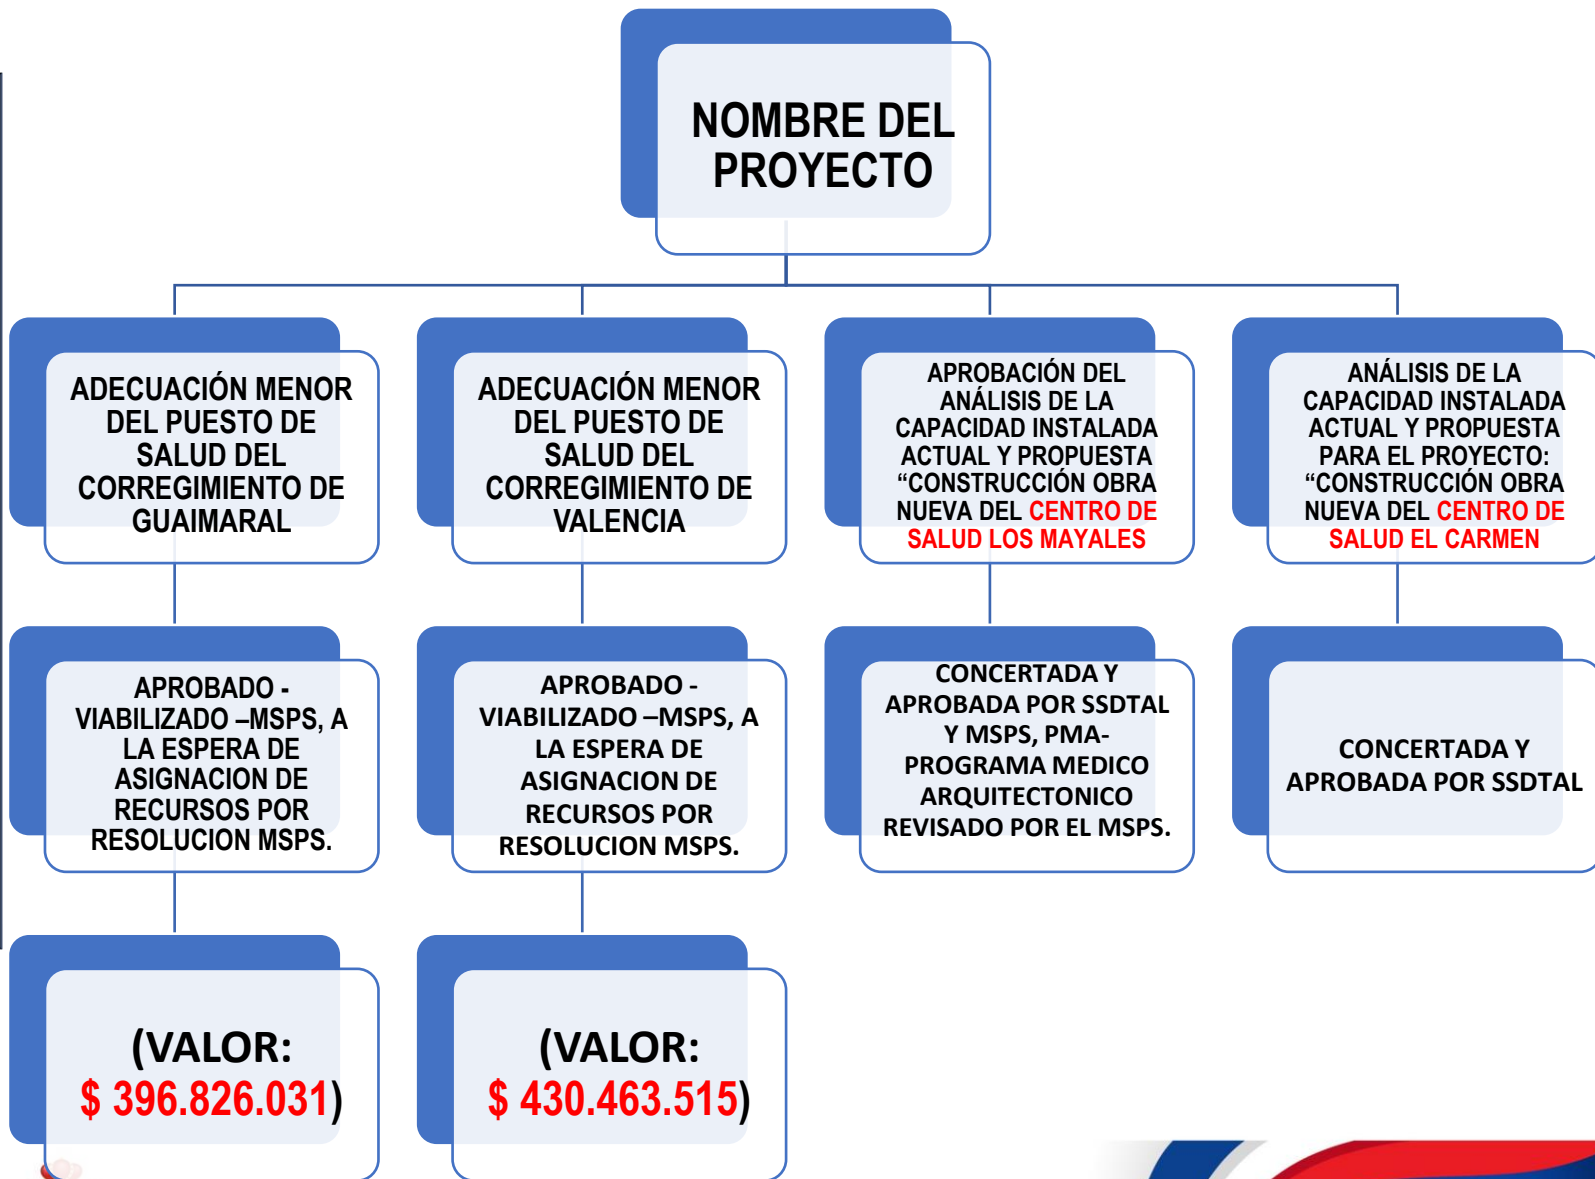 NOMBRE DEL
PROYECTO
ADECUACIÓN MENOR
DEL PUESTO DE
SALUD DEL
CORREGIMIENTO DE
GUAIMARAL
APROBADO -
VIABILIZADO –MSPS, A
LA ESPERA DE
ASIGNACION DE
RECURSOS POR
RESOLUCION MSPS.
(VALOR:
$ 396.826.031)
ADECUACIÓN MENOR
DEL PUESTO DE
SALUD DEL
CORREGIMIENTO DE
VALENCIA
APROBADO -
VIABILIZADO –MSPS, A
LA ESPERA DE
ASIGNACION DE
RECURSOS POR
RESOLUCION MSPS.
(VALOR:
$ 430.463.515)
APROBACIÓN DEL
ANÁLISIS DE LA
CAPACIDAD INSTALADA
ACTUAL Y PROPUESTA
“CONSTRUCCIÓN OBRA
NUEVA DEL CENTRO DE
SALUD LOS MAYALES
CONCERTADA Y
APROBADA POR SSDTAL
Y MSPS, PMA-
PROGRAMA MEDICO
ARQUITECTONICO
REVISADO POR EL MSPS.
ANÁLISIS DE LA
CAPACIDAD INSTALADA
ACTUAL Y PROPUESTA
PARA EL PROYECTO:
“CONSTRUCCIÓN OBRA
NUEVA DEL CENTRO DE
SALUD EL CARMEN
CONCERTADA Y
APROBADA POR SSDTAL